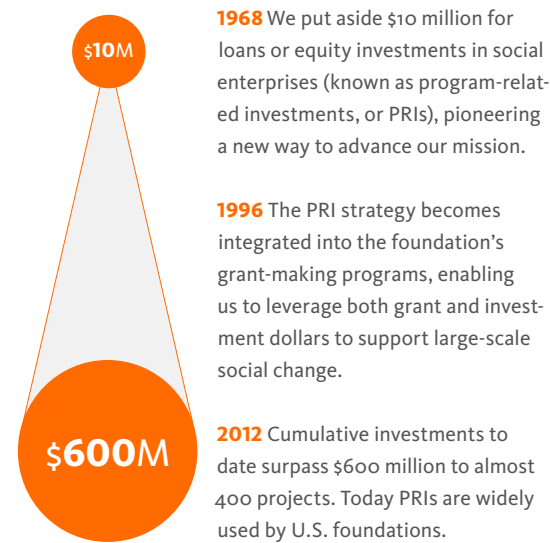 $10M
1968 We put aside $10 million for
loans or equity investments in social
enterprises (known as program-relat-
ed investments, or PRIs), pioneering
a new way to advance our mission.
1996 The PRI strategy becomes
integrated into the foundation’s
grant-making programs, enabling
us to leverage both grant and invest-
ment dollars to support large-scale
social change.
$600M
2012 Cumulative investments to
date surpass $600 million to almost
400 projects. Today PRIs are widely
used by U.S. foundations.